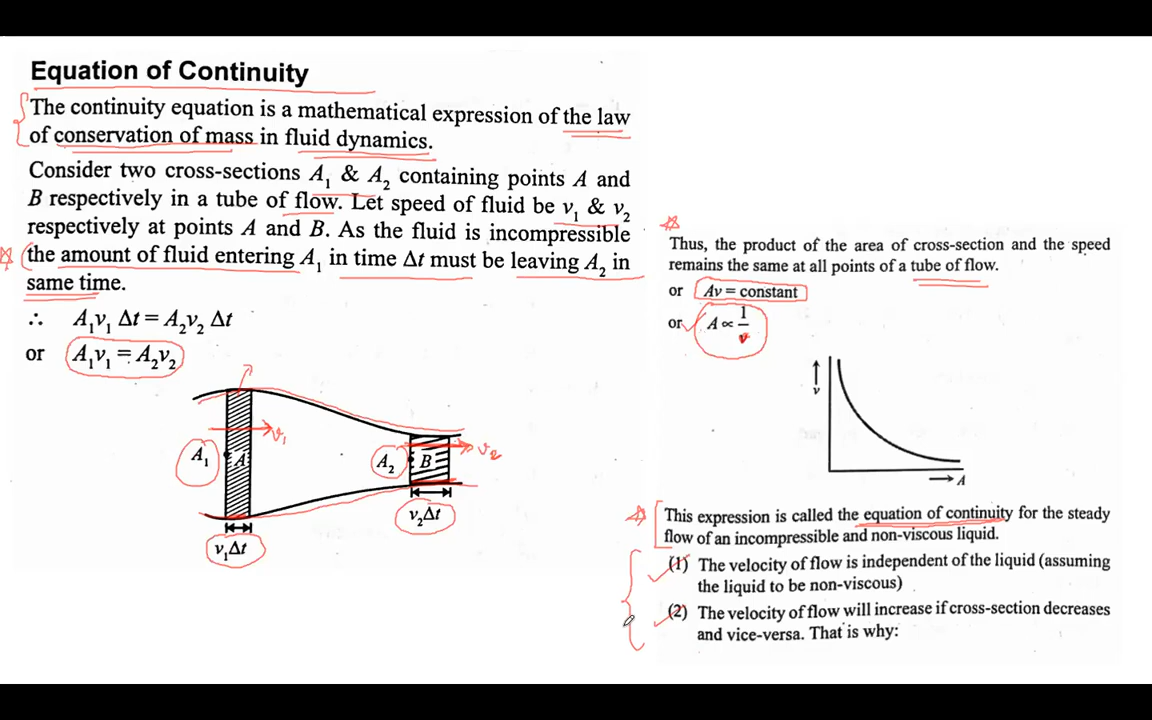 Equation of Continuity
The continuity equation is a mathematical expression of the law
of conservation of mass in fluid dynamics.
Consider two cross-sections A₁ & A₂ containing points A and
B respectively in a tube of flow. Let speed of fluid be v₁ & v₂
respectively at points A and B. As the fluid is incompressible
the amount of fluid entering A₁ in time Δt must be leaving A₂ in
same time.
∴ A₁v₁ Δt = A₂v₂ Δt
or A₁v₁ = A₂v₂
A₁ A v₁
A₂ B v₂
v₁Δt
v₂Δt
Thus, the product of the area of cross-section and the speed
remains the same at all points of a tube of flow.
or Av = constant
or A ∝ 1/v
v
A
This expression is called the equation of continuity for the steady
flow of an incompressible and non-viscous liquid.
(1) The velocity of flow is independent of the liquid (assuming
the liquid to be non-viscous)
(2) The velocity of flow will increase if cross-section decreases
and vice-versa. That is why: